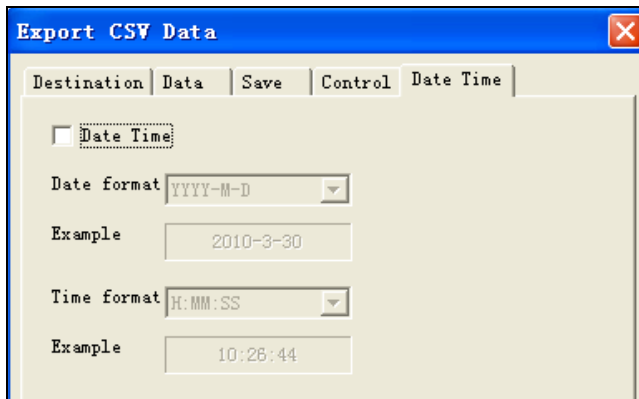 Export CSV Data
Destination Data Save Control Date Time
Date Time
Date format YYYY-M-D
Example 2010-3-30
Time format H:MM:SS
Example 10:26:44